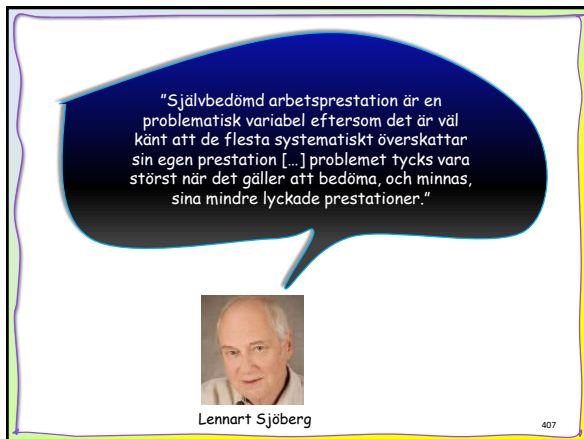 ”Självbedömd arbetsprestation är en
problematisk variabel eftersom det är väl
känt att de flesta systematiskt överskattar
sin egen prestation […] problemet tycks vara
störst när det gäller att bedöma, och minnas,
sina mindre lyckade prestationer.”
Lennart Sjöberg
407